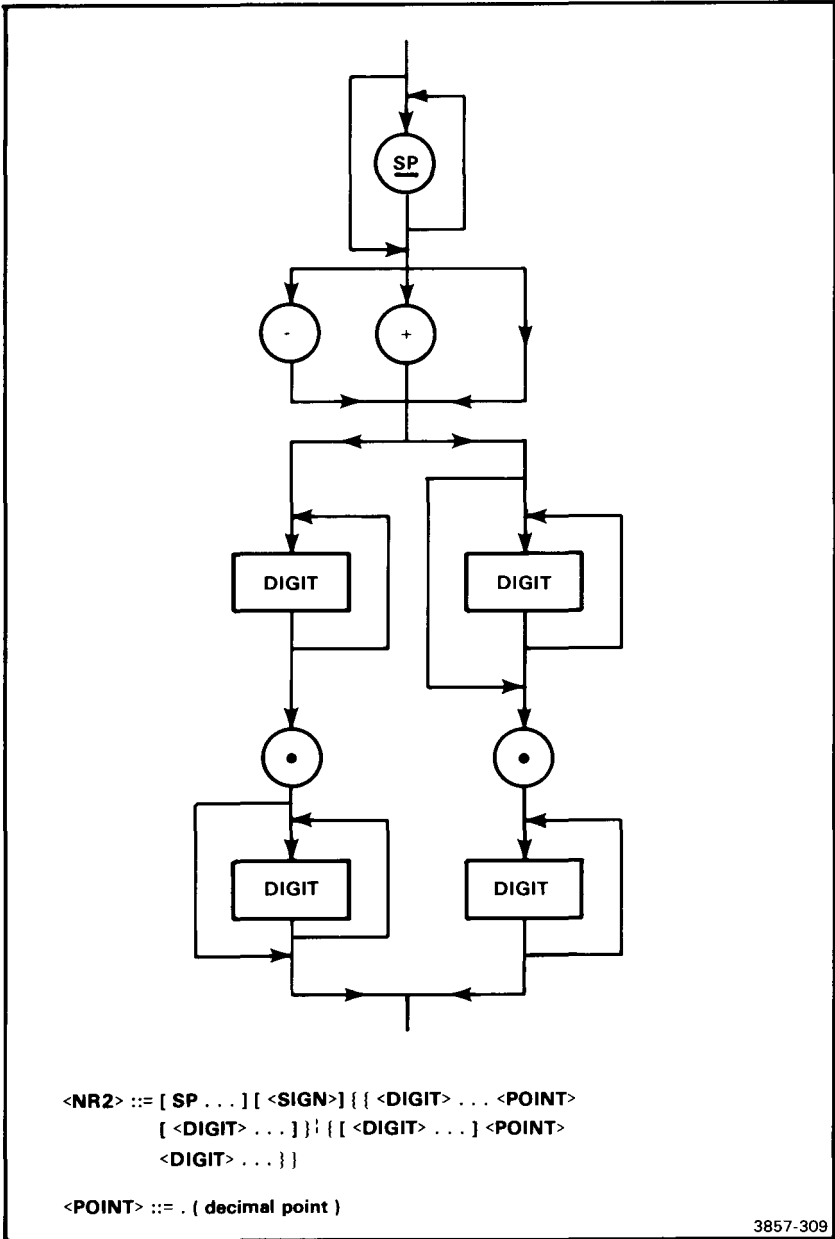 SP
- +
DIGIT DIGIT
• •
DIGIT DIGIT
<NR2> ::= [ SP . . . ] [ <SIGN>] { { <DIGIT> . . . <POINT>
[ <DIGIT> . . . ] } ¦ { [ <DIGIT> . . . ] <POINT>
<DIGIT> . . . } }
<POINT> ::= . ( decimal point )
3857-309